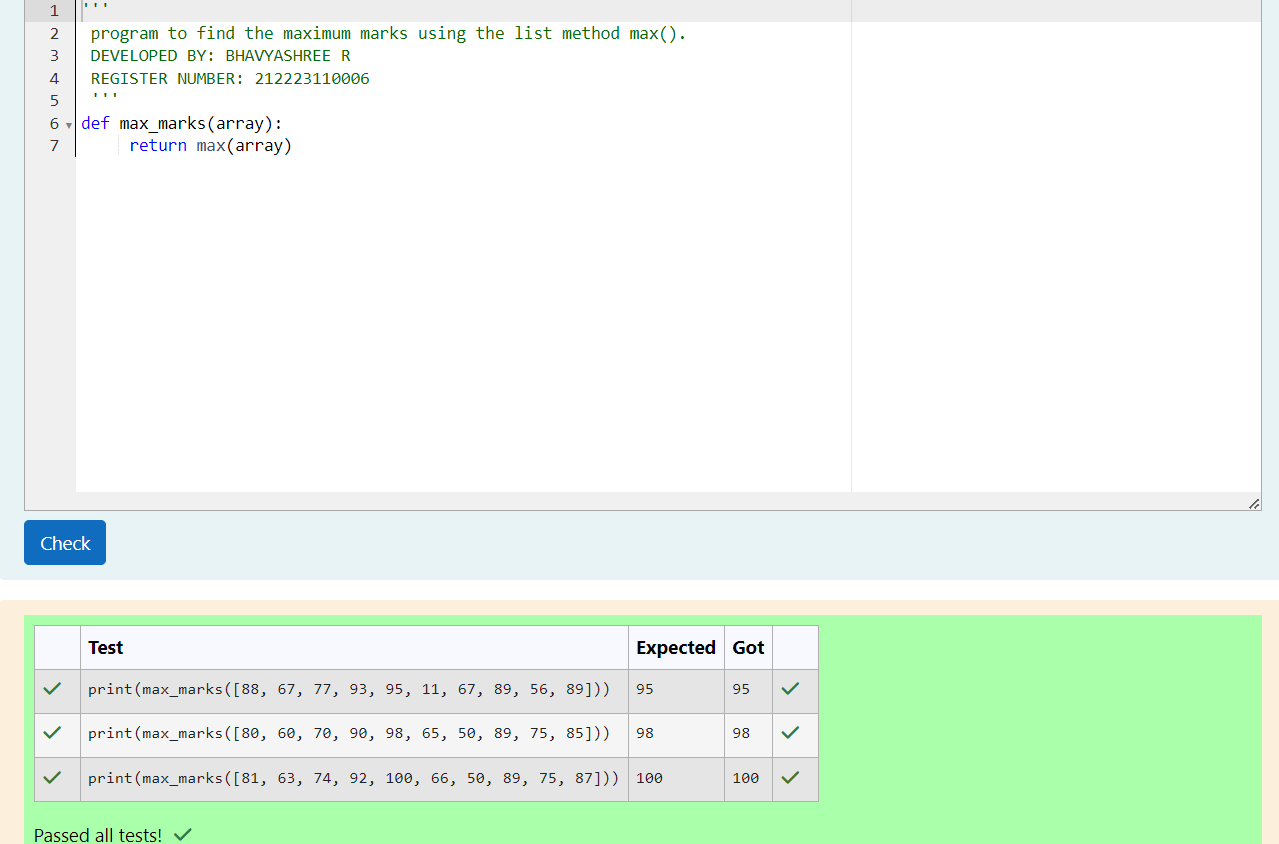 1 '''
2 program to find the maximum marks using the list method max().
3 DEVELOPED BY: BHAVYASHREE R
4 REGISTER NUMBER: 212223110006
5 '''
6 def max_marks(array):
7 return max(array)
Check
Test Expected Got
print(max_marks([88, 67, 77, 93, 95, 11, 67, 89, 56, 89])) 95 95
print(max_marks([80, 60, 70, 90, 98, 65, 50, 89, 75, 85])) 98 98
print(max_marks([81, 63, 74, 92, 100, 66, 50, 89, 75, 87])) 100 100
Passed all tests!